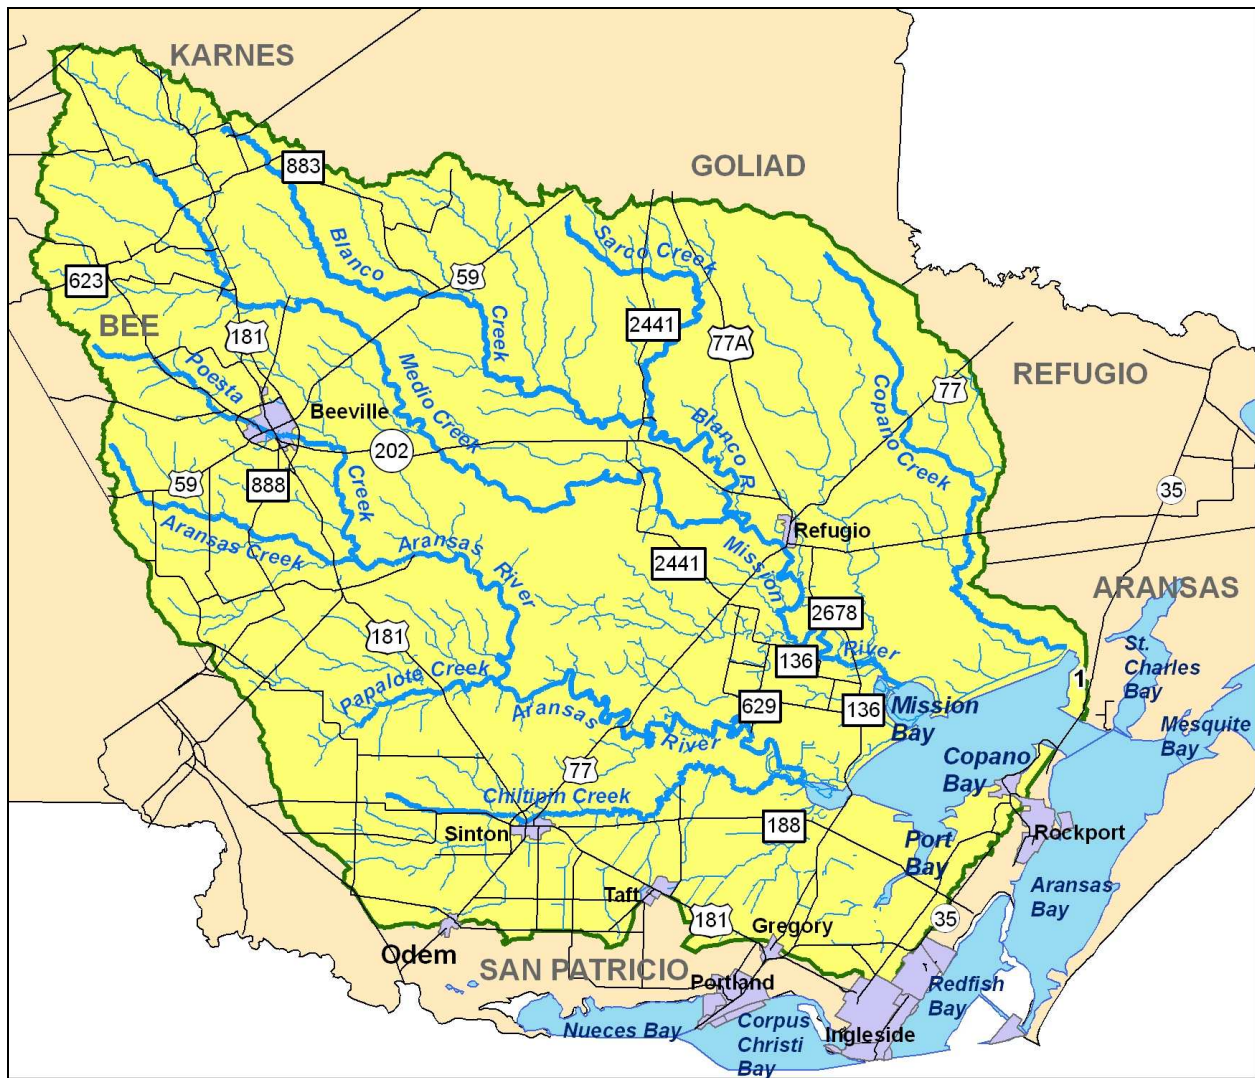 KARNES
883
GOLIAD
Sarco Creek
Blanco
Creek
59
623
BEE
181
2441
77A
REFUGIO
77
Poesta
Creek
Beeville
Medio Creek
Copano Creek
202
Blanco R.
59
888
35
Aransas Creek
Aransas
River
Refugio
Mission
River
2441
ARANSAS
2678
181
136
St.
Charles
Bay
Papalote Creek
1
629
136
Mission
Bay
Aransas
River
Mesquite
Bay
77
Copano
Bay
Chiltipin Creek
Sinton
188
Port
Bay
Rockport
Taft
Aransas
Bay
181
35
Gregory
Odem
SAN PATRICIO
Portland
Redfish
Bay
Nueces Bay
Corpus
Christi
Bay
Ingleside